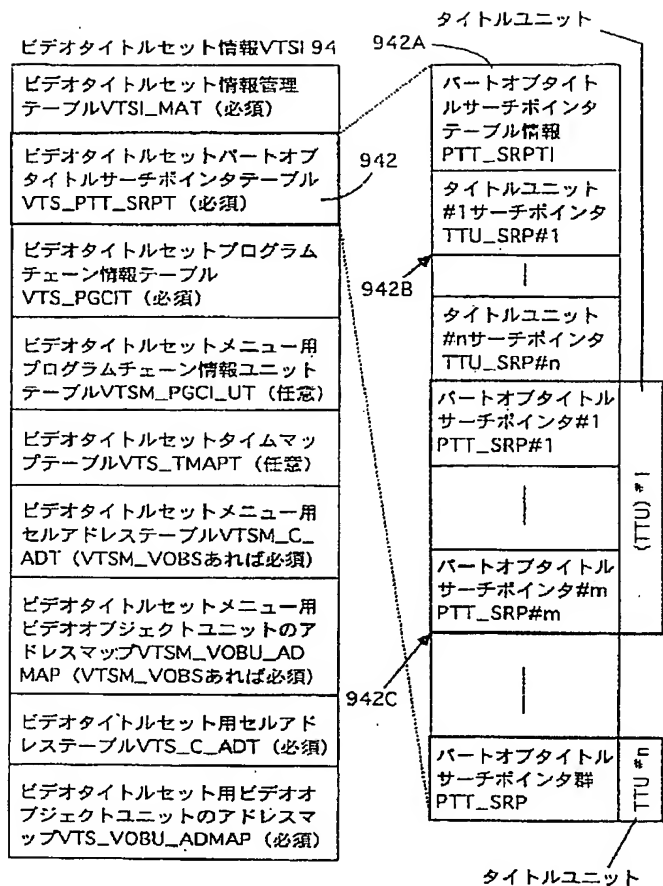 ビデオタイトルセット情報VTSI 94
ビデオタイトルセット情報管理
テーブルVTSI_MAT（必須）
ビデオタイトルセットパートオブ
タイトルサーチポインタテーブル
VTS_PTT_SRPT（必須）
ビデオタイトルセットプログラム
チェーン情報テーブル
VTS_PGCIT（必須）
ビデオタイトルセットメニュー用
プログラムチェーン情報ユニット
テーブルVTSM_PGCI_UT（任意）
ビデオタイトルセットタイムマッ
プテーブルVTS_TMAPT（任意）
ビデオタイトルセットメニュー用
セルアドレステーブルVTSM_C_
ADT（VTSM_VOBSあれば必須）
ビデオタイトルセットメニュー用
ビデオオブジェクトユニットのア
ドレスマップVTSM_VOBU_AD
MAP（VTSM_VOBSあれば必須）
ビデオタイトルセット用セルアド
レステーブルVTS_C_ADT（必須）
ビデオタイトルセット用ビデオオ
ブジェクトユニットのアドレスマ
ップVTS_VOBU_ADMAP（必須）
942
942A
942B
942C
タイトルユニット
パートオブタイト
ルサーチポインタ
テーブル情報
PTT_SRPTI
タイトルユニット
#1サーチポインタ
TTU_SRP#1
タイトルユニット
#nサーチポインタ
TTU_SRP#n
パートオブタイトル
サーチポインタ#1
PTT_SRP#1
パートオブタイトル
サーチポインタ#m
PTT_SRP#m
(TTU) #1
パートオブタイトル
サーチポインタ群
PTT_SRP
TTU #n
タイトルユニット